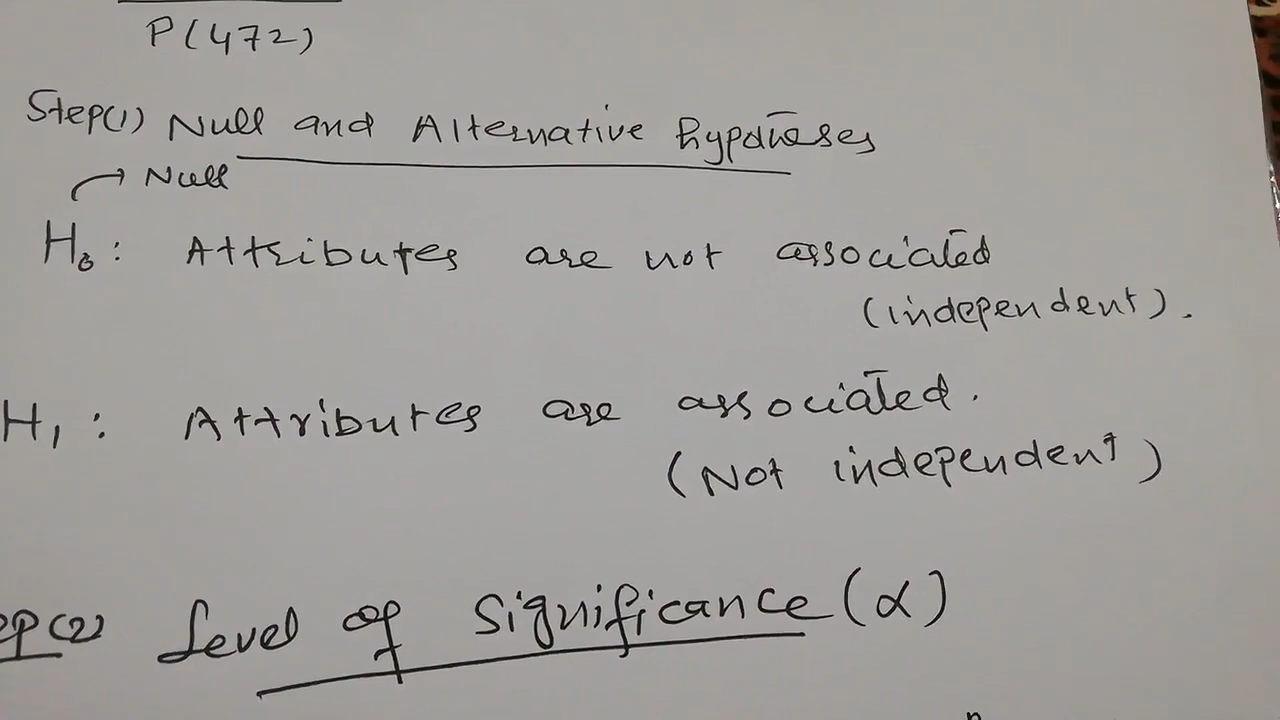 P(472)
Step(1) Null and Alternative hypotheses
Null
H₀: Attributes are not associated
(independent).
H₁: Attributes are associated.
(Not independent)
ep(2) Level of Significance (α)
n